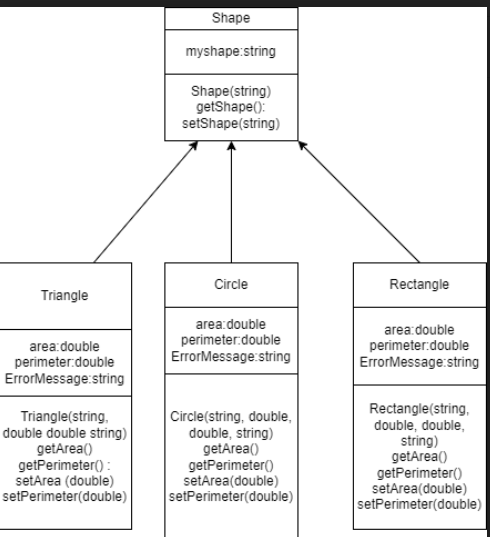 Shape
myshape:string
Shape(string)
getShape():
setShape(string)
Triangle
area:double
perimeter:double
ErrorMessage:string
Triangle(string,
double double string)
getArea()
getPerimeter() :
setArea (double)
setPerimeter(double)
Circle
area:double
perimeter:double
ErrorMessage:string
Circle(string, double,
double, string)
getArea()
getPerimeter()
setArea(double)
setPerimeter(double)
Rectangle
area:double
perimeter:double
ErrorMessage:string
Rectangle(string,
double, double,
string)
getArea()
getPerimeter()
setArea(double)
setPerimeter(double)